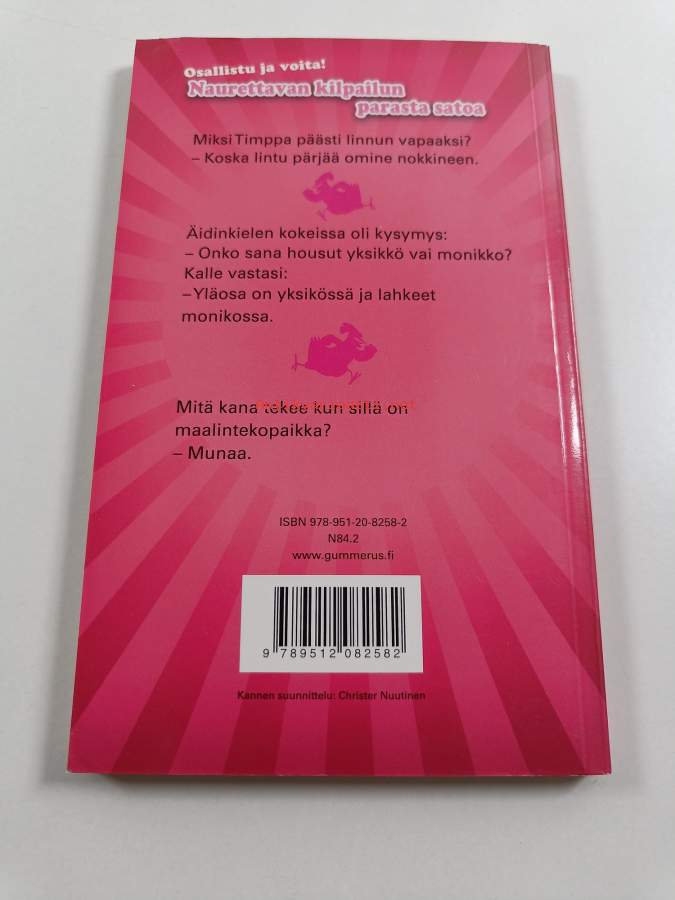 Osallistu ja voita!
Naurettavan kilpailun
parasta satoa
Miksi Timppa päästi linnun vapaaksi?
– Koska lintu pärjää omine nokkineen.
Äidinkielen kokeissa oli kysymys:
– Onko sana housut yksikkö vai monikko?
Kalle vastasi:
– Yläosa on yksikössä ja lahkeet
monikossa.
Mitä kana tekee kun sillä on
maalintekopaikka?
– Munaa.
ISBN 978-951-20-8258-2
N84.2
www.gummerus.fi
9 789512 082582
Kannen suunnittelu: Christer Nuutinen